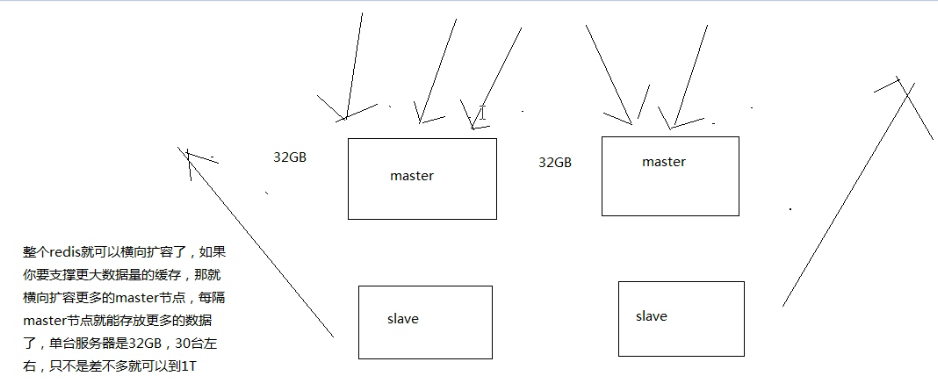 32GB
master
32GB
master
整个redis就可以横向扩容了，如果
你要支撑更大数据量的缓存，那就
横向扩容更多的master节点，每隔
master节点就能存放更多的数据
了，单台服务器是32GB，30台左
右，只不是差不多就可以到1T
slave
slave